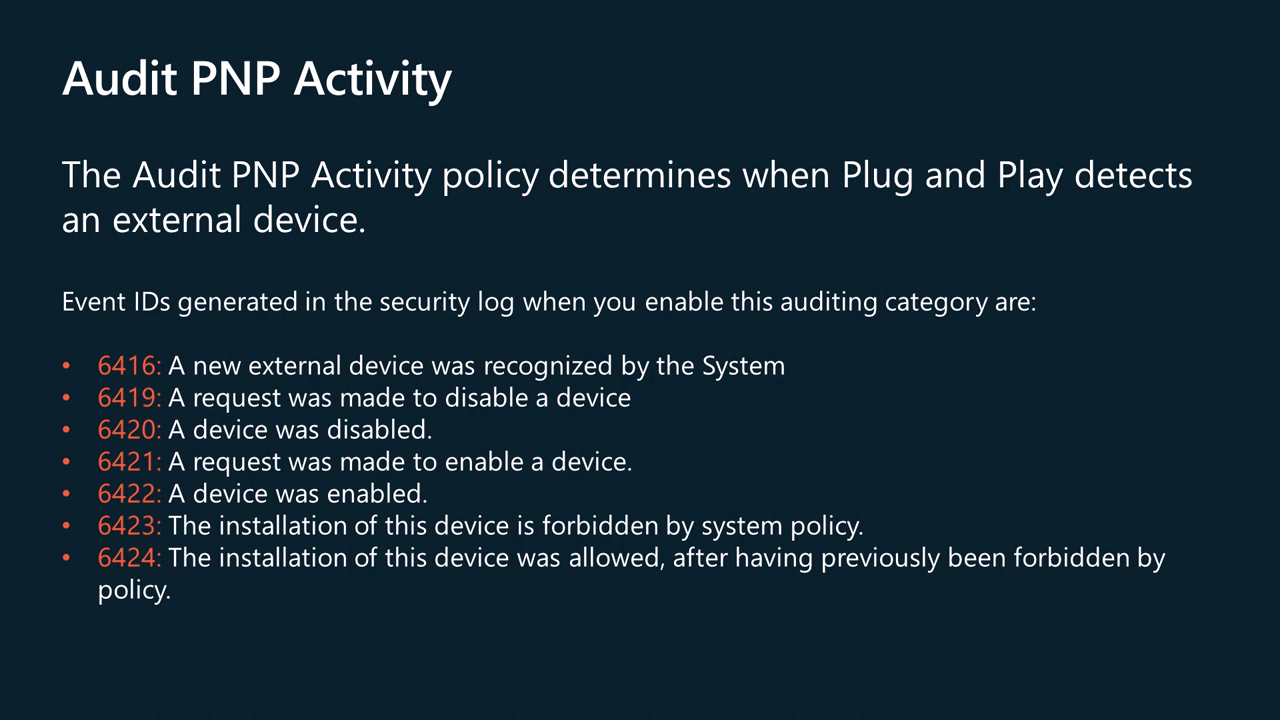 Audit PNP Activity
The Audit PNP Activity policy determines when Plug and Play detects
an external device.
Event IDs generated in the security log when you enable this auditing category are:
• 6416: A new external device was recognized by the System
• 6419: A request was made to disable a device
• 6420: A device was disabled.
• 6421: A request was made to enable a device.
• 6422: A device was enabled.
• 6423: The installation of this device is forbidden by system policy.
• 6424: The installation of this device was allowed, after having previously been forbidden by
policy.